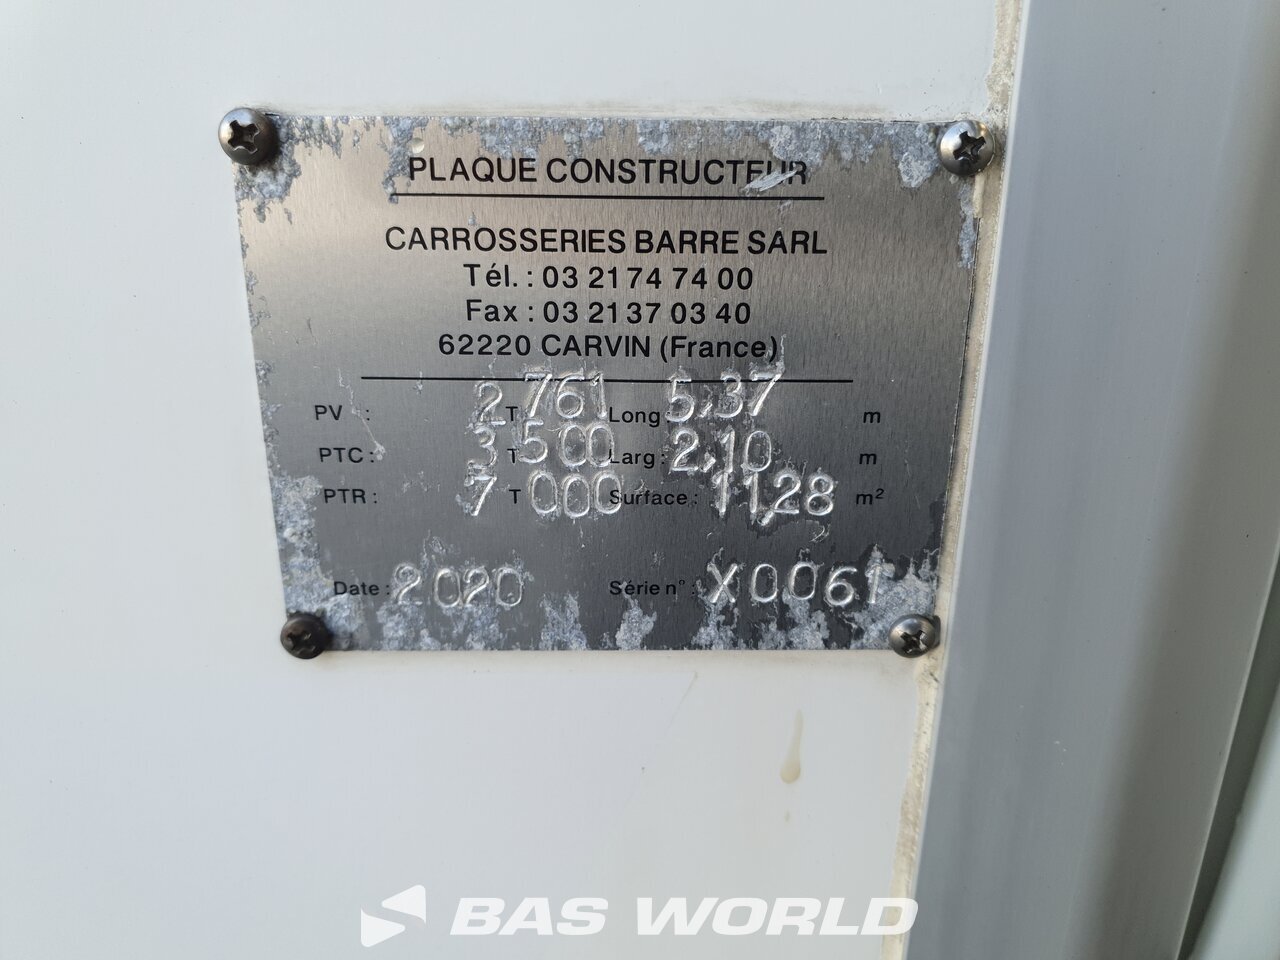 PLAQUE CONSTRUCTEUR
CARROSSERIES BARRE SARL
Tél. : 03 21 74 74 00
Fax : 03 21 37 03 40
62220 CARVIN (France)
PV : 2 T 761 Long 5,37 m
PTC : 3 T 500 Larg : 2,10 m
PTR : 7 T 000 Surface : 11,28 m²
Date : 2020 Série n° : X0061
BAS WORLD